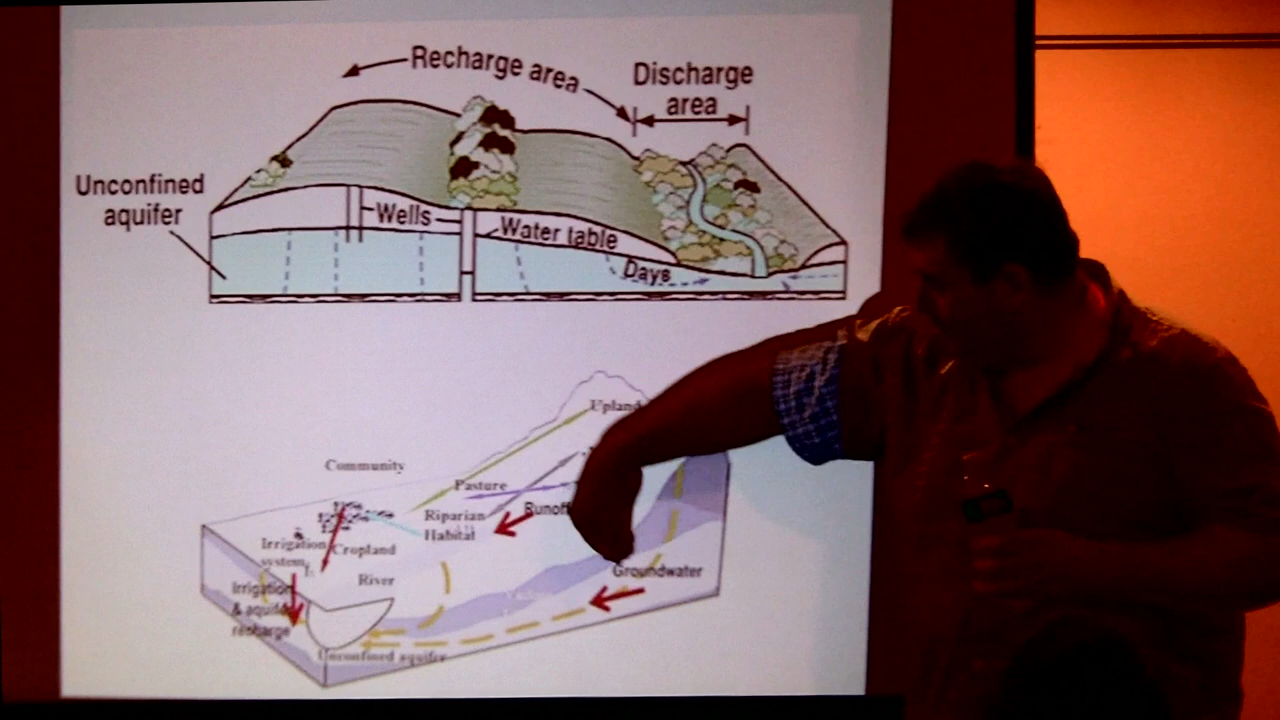 Recharge area
Discharge
area
Unconfined
aquifer
Wells
Water table
Days
Upland
Community
Pasture
Riparian
Habitat
Runoff
Irrigation
system
Cropland
River
Irrigation
& aquifer
recharge
Groundwater
Unconfined aquifer